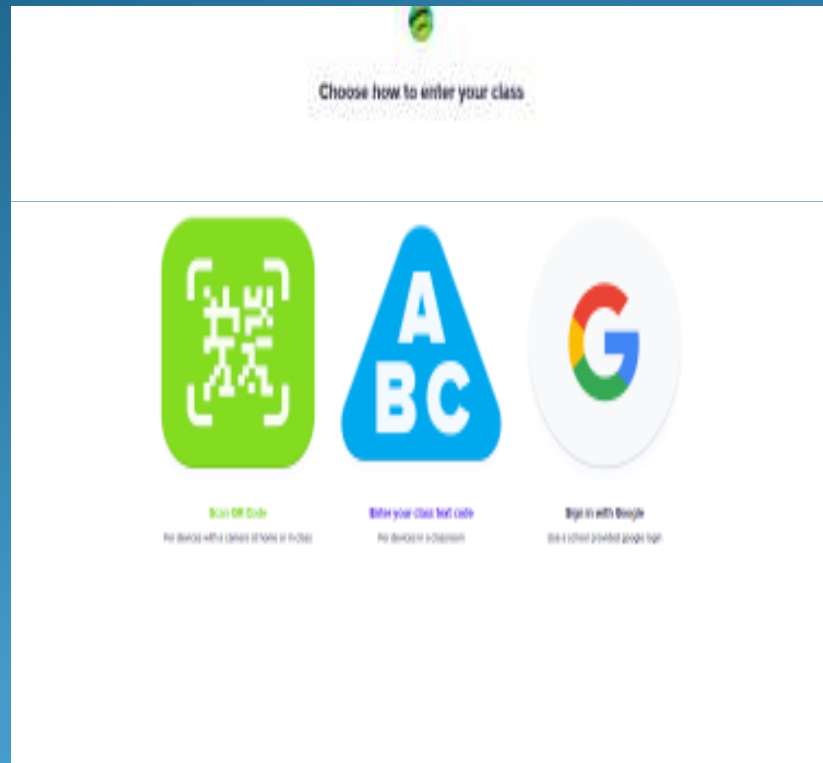 Choose how to enter your class
A
BC
G
Scan QR Code
Enter your class text code
Sign in with Google
For devices with a camera at home or in class
For devices in a classroom
Use a school provided google login